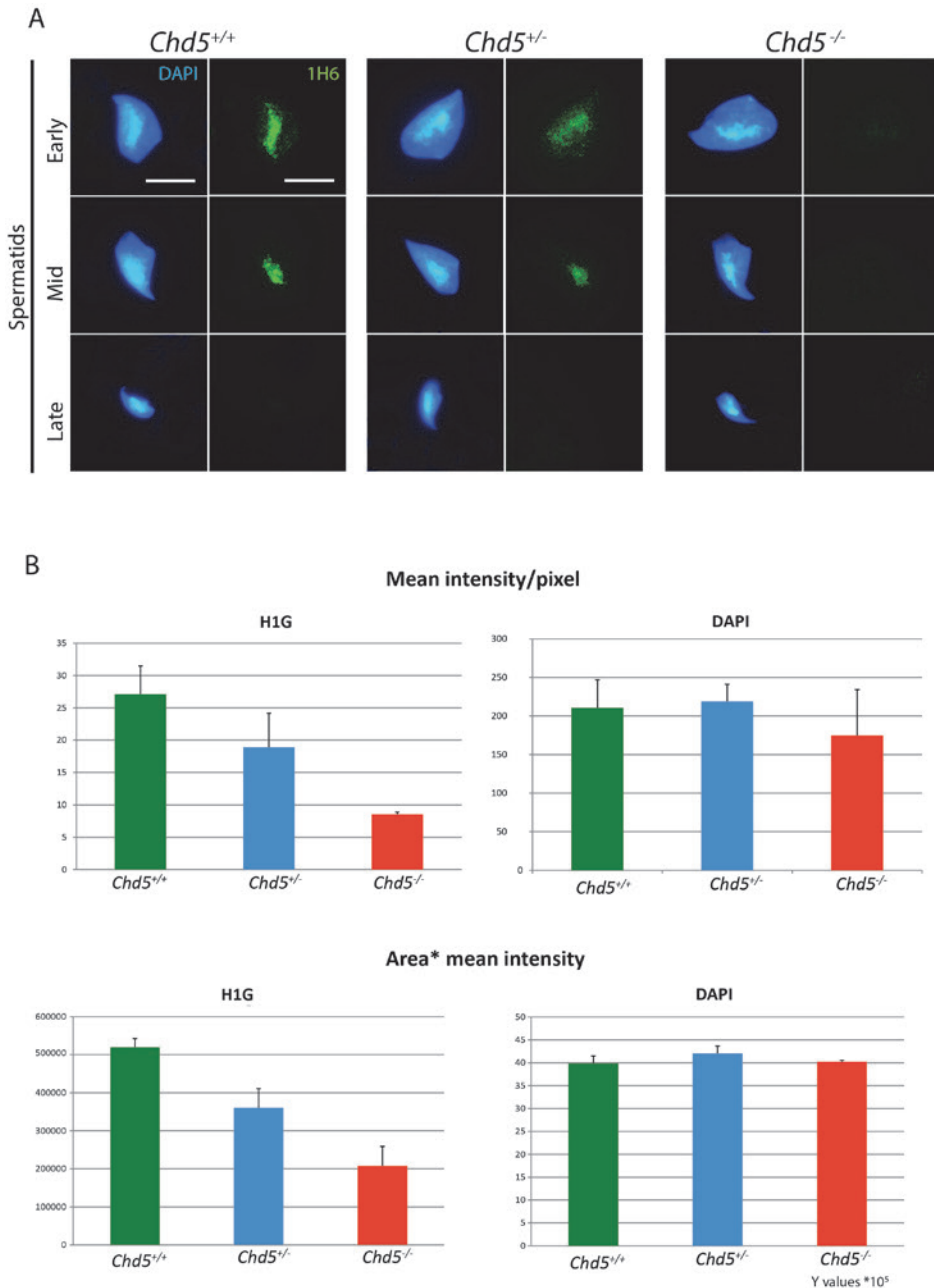 A
Chd5+/+ Chd5+/- Chd5-/-
DAPI 1H6
Spermatids
Early
Mid
Late
B
Mean intensity/pixel
H1G
35
30
25
20
15
10
5
0
Chd5+/+ Chd5+/- Chd5-/-
DAPI
300
250
200
150
100
50
0
Chd5+/+ Chd5+/- Chd5-/-
Area* mean intensity
H1G
600000
500000
400000
300000
200000
100000
0
Chd5+/+ Chd5+/- Chd5-/-
DAPI
50
45
40
35
30
25
20
15
10
5
0
Chd5+/+ Chd5+/- Chd5-/-
Y values *10⁵